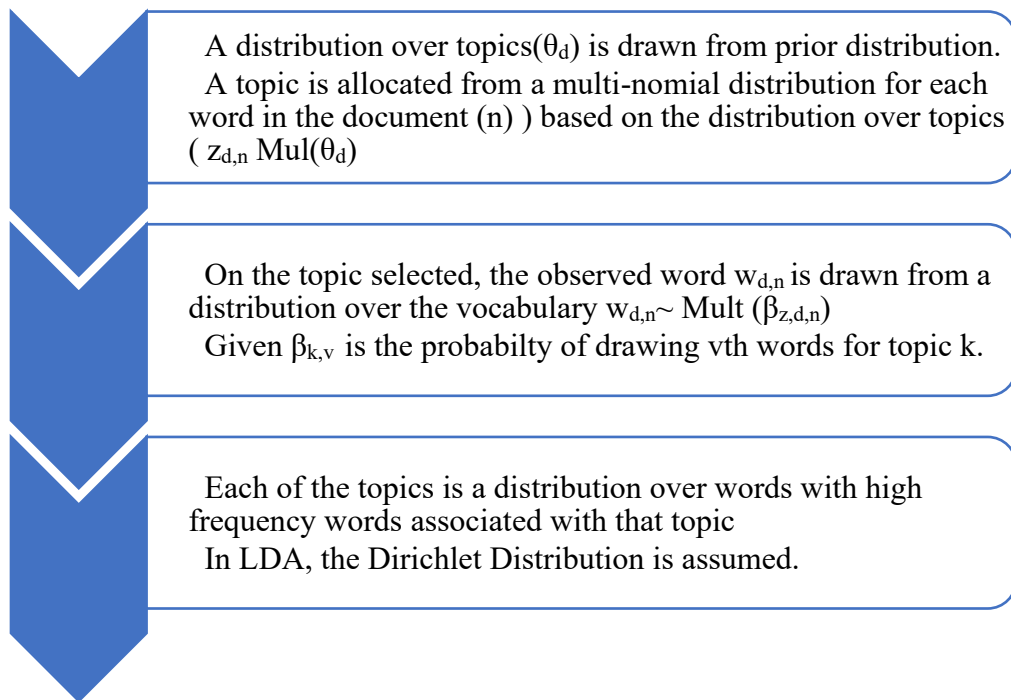 A distribution over topics(θd) is drawn from prior distribution.
A topic is allocated from a multi-nomial distribution for each
word in the document (n) ) based on the distribution over topics
( zd,n Mul(θd)
On the topic selected, the observed word wd,n is drawn from a
distribution over the vocabulary wd,n~ Mult (βz,d,n)
Given βk,v is the probabilty of drawing vth words for topic k.
Each of the topics is a distribution over words with high
frequency words associated with that topic
In LDA, the Dirichlet Distribution is assumed.